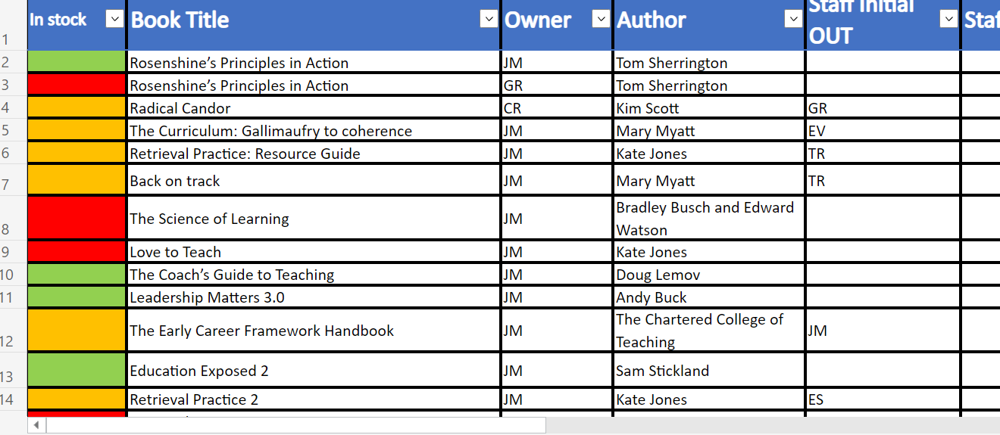 In stock Book Title Owner Author Staff Initial
OUT
1
2 Rosenshine’s Principles in Action JM Tom Sherrington
3 Rosenshine’s Principles in Action GR Tom Sherrington
4 Radical Candor CR Kim Scott GR
5 The Curriculum: Gallimaufry to coherence JM Mary Myatt EV
6 Retrieval Practice: Resource Guide JM Kate Jones TR
7 Back on track JM Mary Myatt TR
8 The Science of Learning JM Bradley Busch and Edward
Watson
9 Love to Teach JM Kate Jones
10 The Coach’s Guide to Teaching JM Doug Lemov
11 Leadership Matters 3.0 JM Andy Buck
12 The Early Career Framework Handbook JM The Chartered College of
Teaching JM
13 Education Exposed 2 JM Sam Stickland
14 Retrieval Practice 2 JM Kate Jones ES